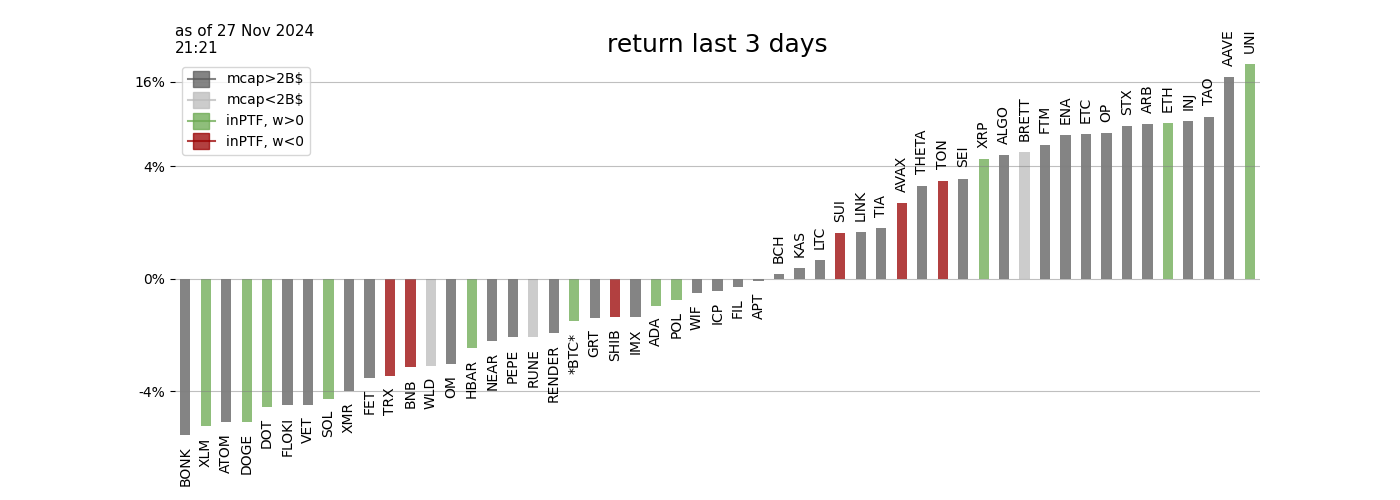 as of 27 Nov 2024
21:21
return last 3 days
mcap>2B$
mcap<2B$
inPTF, w>0
inPTF, w<0
16%
4%
0%
-4%
BONK
XLM
ATOM
DOGE
DOT
FLOKI
VET
SOL
XMR
FET
TRX
BNB
WLD
OM
HBAR
NEAR
PEPE
RUNE
RENDER
*BTC*
GRT
SHIB
IMX
ADA
POL
WIF
ICP
FIL
APT
BCH
KAS
LTC
SUI
LINK
TIA
AVAX
THETA
TON
SEI
XRP
ALGO
BRETT
FTM
ENA
ETC
OP
STX
ARB
ETH
INJ
TAO
AAVE
UNI